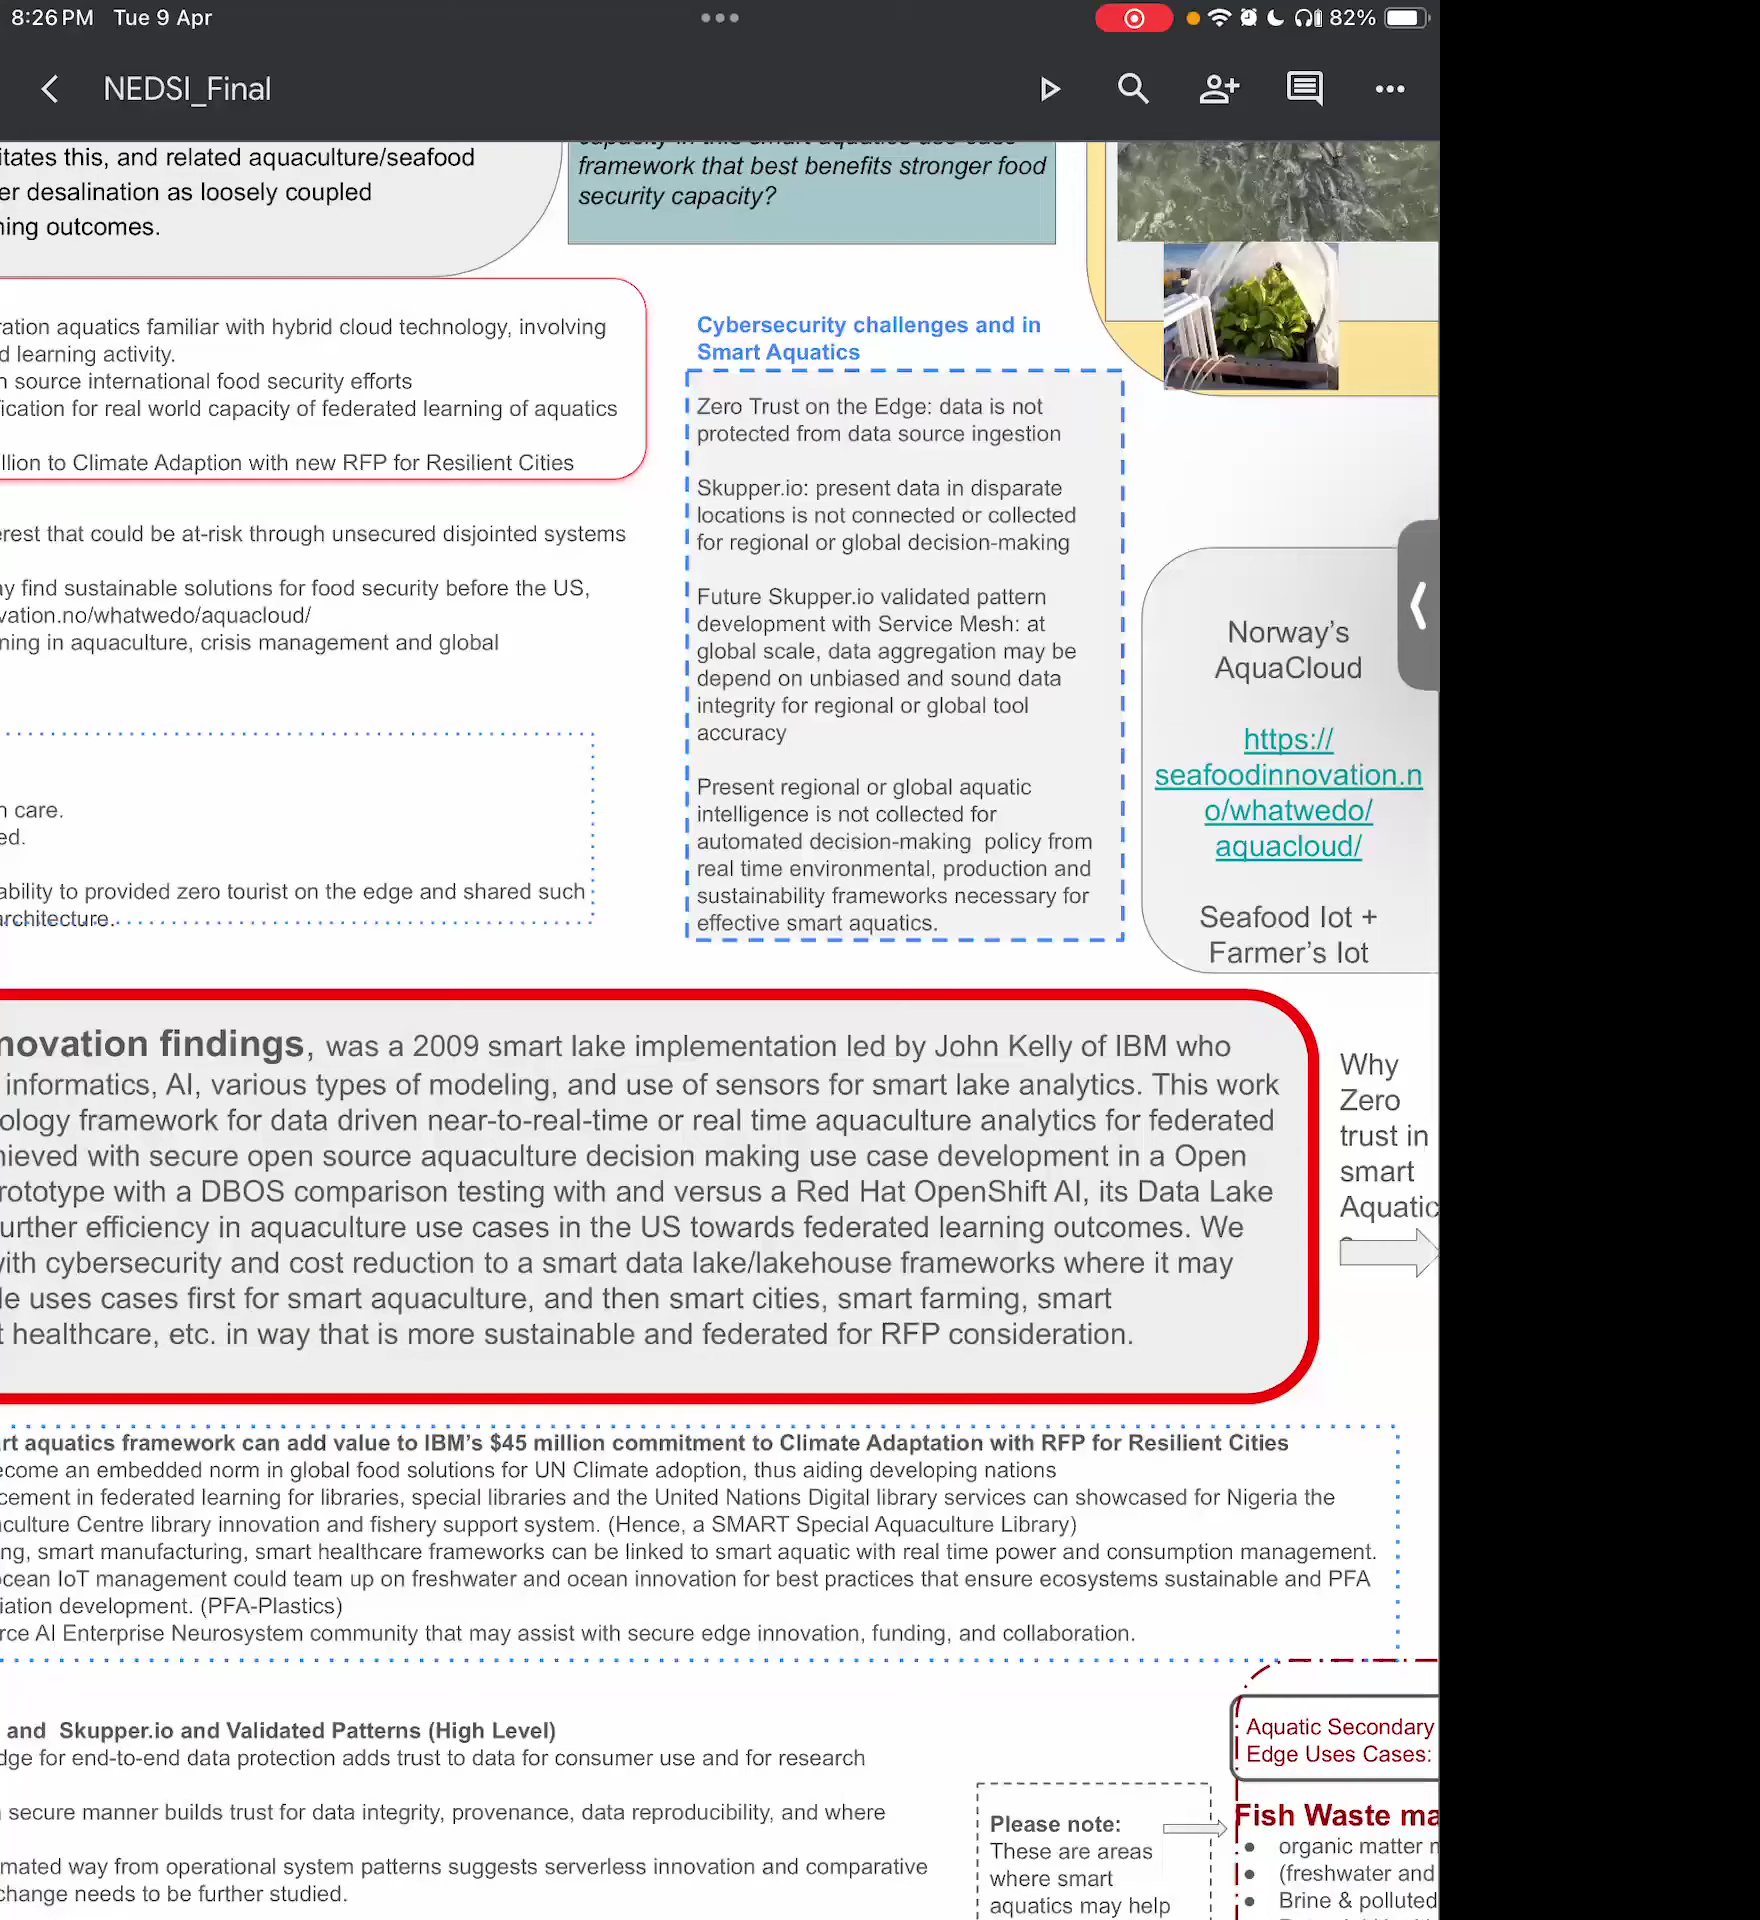 8:26 PM Tue 9 Apr
82%
NEDSI_Final
itates this, and related aquaculture/seafood
er desalination as loosely coupled
ning outcomes.
framework that best benefits stronger food
security capacity?
ration aquatics familiar with hybrid cloud technology, involving
d learning activity.
n source international food security efforts
fication for real world capacity of federated learning of aquatics
llion to Climate Adaption with new RFP for Resilient Cities
erest that could be at-risk through unsecured disjointed systems
ay find sustainable solutions for food security before the US,
vation.no/whatwedo/aquacloud/
ning in aquaculture, crisis management and global
n care.
ed.
ability to provided zero tourist on the edge and shared such
architecture.
Cybersecurity challenges and in
Smart Aquatics
Zero Trust on the Edge: data is not
protected from data source ingestion
Skupper.io: present data in disparate
locations is not connected or collected
for regional or global decision-making
Future Skupper.io validated pattern
development with Service Mesh: at
global scale, data aggregation may be
depend on unbiased and sound data
integrity for regional or global tool
accuracy
Present regional or global aquatic
intelligence is not collected for
automated decision-making  policy from
real time environmental, production and
sustainability frameworks necessary for
effective smart aquatics.
Norway's
AquaCloud
https://
seafoodinnovation.n
o/whatwedo/
aquacloud/
Seafood Iot +
Farmer's Iot
novation findings, was a 2009 smart lake implementation led by John Kelly of IBM who
informatics, AI, various types of modeling, and use of sensors for smart lake analytics. This work
ology framework for data driven near-to-real-time or real time aquaculture analytics for federated
hieved with secure open source aquaculture decision making use case development in a Open
rototype with a DBOS comparison testing with and versus a Red Hat OpenShift AI, its Data Lake
urther efficiency in aquaculture use cases in the US towards federated learning outcomes. We
vith cybersecurity and cost reduction to a smart data lake/lakehouse frameworks where it may
le uses cases first for smart aquaculture, and then smart cities, smart farming, smart
t healthcare, etc. in way that is more sustainable and federated for RFP consideration.
Why
Zero
trust in
smart
Aquatic
rt aquatics framework can add value to IBM's $45 million commitment to Climate Adaptation with RFP for Resilient Cities
ecome an embedded norm in global food solutions for UN Climate adoption, thus aiding developing nations
cement in federated learning for libraries, special libraries and the United Nations Digital library services can showcased for Nigeria the
aculture Centre library innovation and fishery support system. (Hence, a SMART Special Aquaculture Library)
ng, smart manufacturing, smart healthcare frameworks can be linked to smart aquatic with real time power and consumption management.
ocean IoT management could team up on freshwater and ocean innovation for best practices that ensure ecosystems sustainable and PFA
iation development. (PFA-Plastics)
rce AI Enterprise Neurosystem community that may assist with secure edge innovation, funding, and collaboration.
and  Skupper.io and Validated Patterns (High Level)
dge for end-to-end data protection adds trust to data for consumer use and for research
secure manner builds trust for data integrity, provenance, data reproducibility, and where
mated way from operational system patterns suggests serverless innovation and comparative
change needs to be further studied.
Please note:
These are areas
where smart
aquatics may help
Aquatic Secondary
Edge Uses Cases:
Fish Waste ma
organic matter
(freshwater and
Brine & polluted